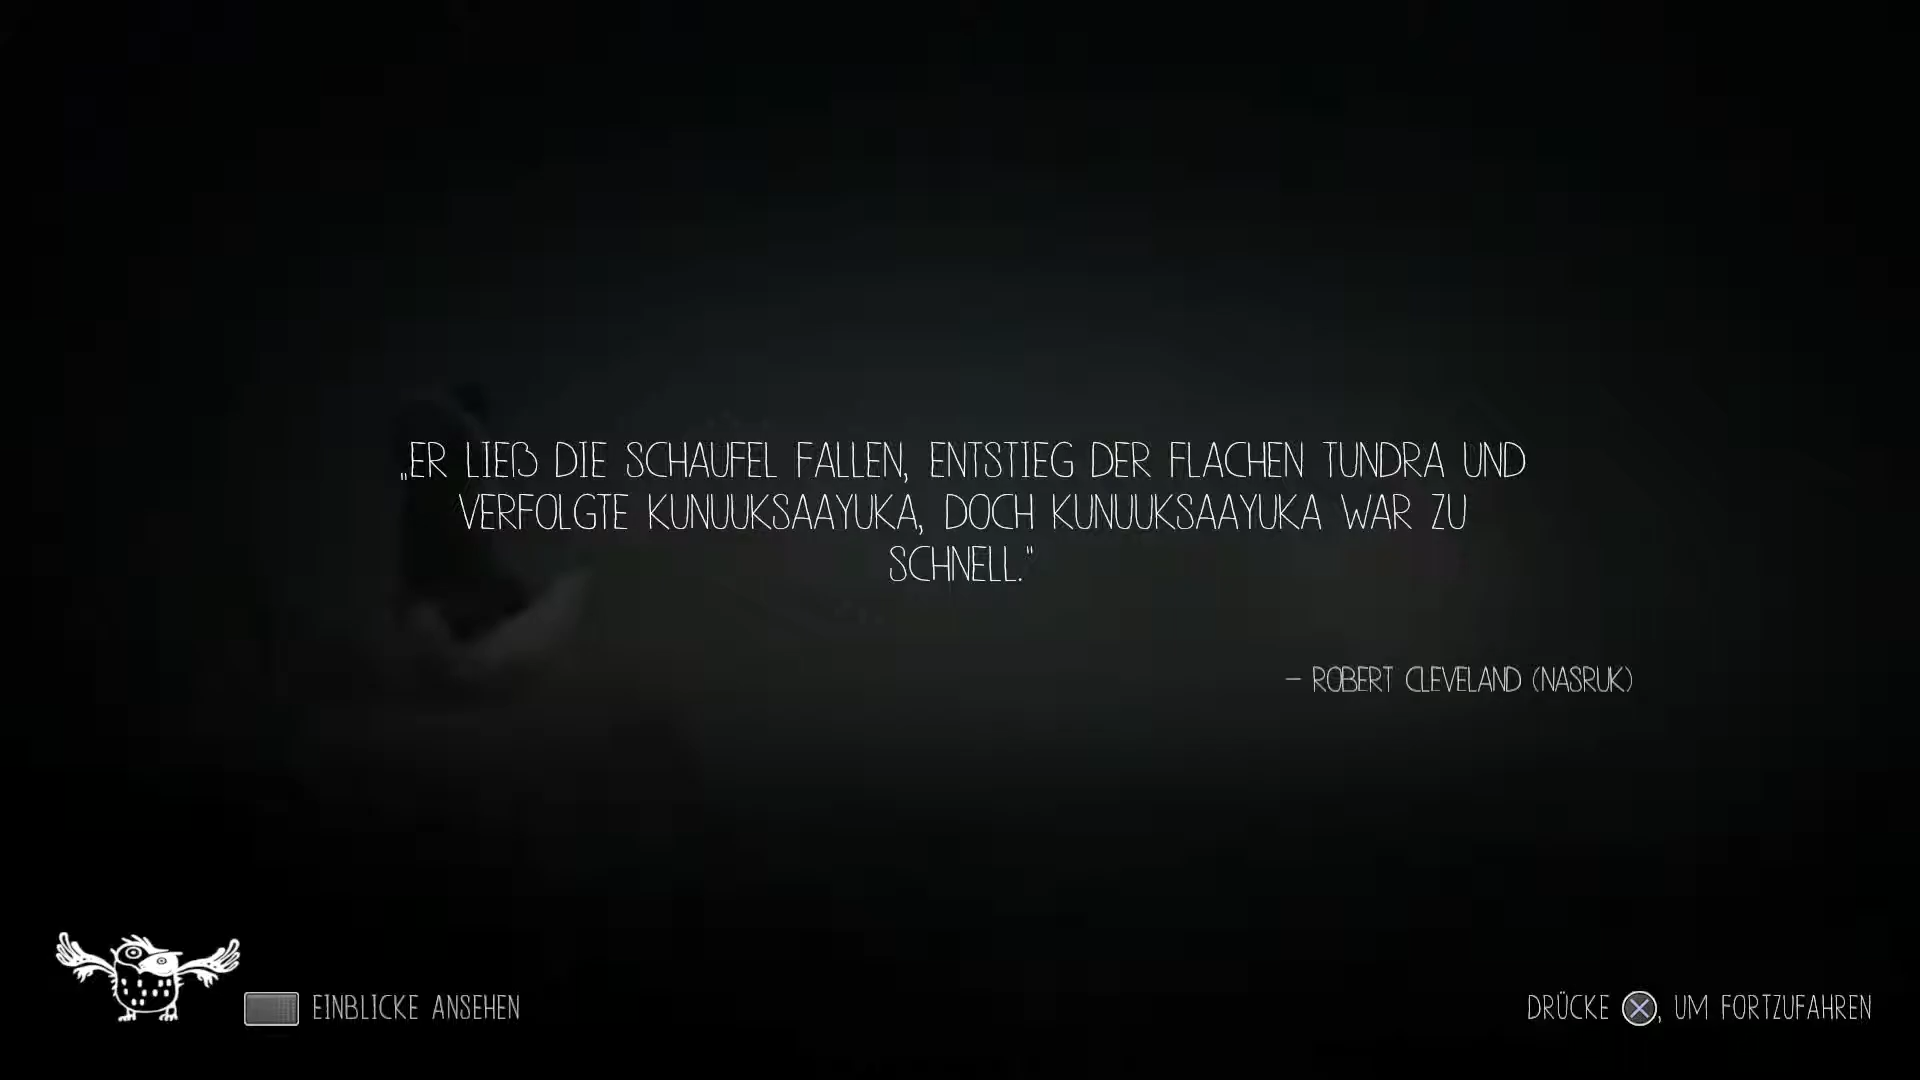 „ER LIEß DIE SCHAUFEL FALLEN, ENTSTIEG DER FLACHEN TUNDRA UND
VERFOLGTE KUNUUKSAAYUKA, DOCH KUNUUKSAAYUKA WAR ZU
SCHNELL."
– ROBERT CLEVELAND (NASRUK)
EINBLICKE ANSEHEN
DRÜCKE , UM FORTZUFAHREN